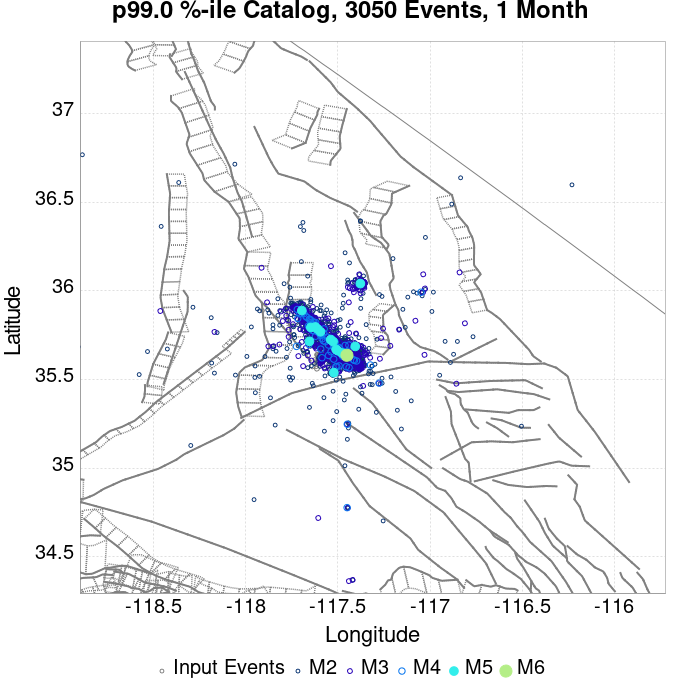 p99.0 %-ile Catalog, 3050 Events, 1 Month
37
36.5
36
35.5
35
34.5
Latitude
-118.5 -118 -117.5 -117 -116.5 -116
Longitude
Input Events M2 M3 M4 M5 M6